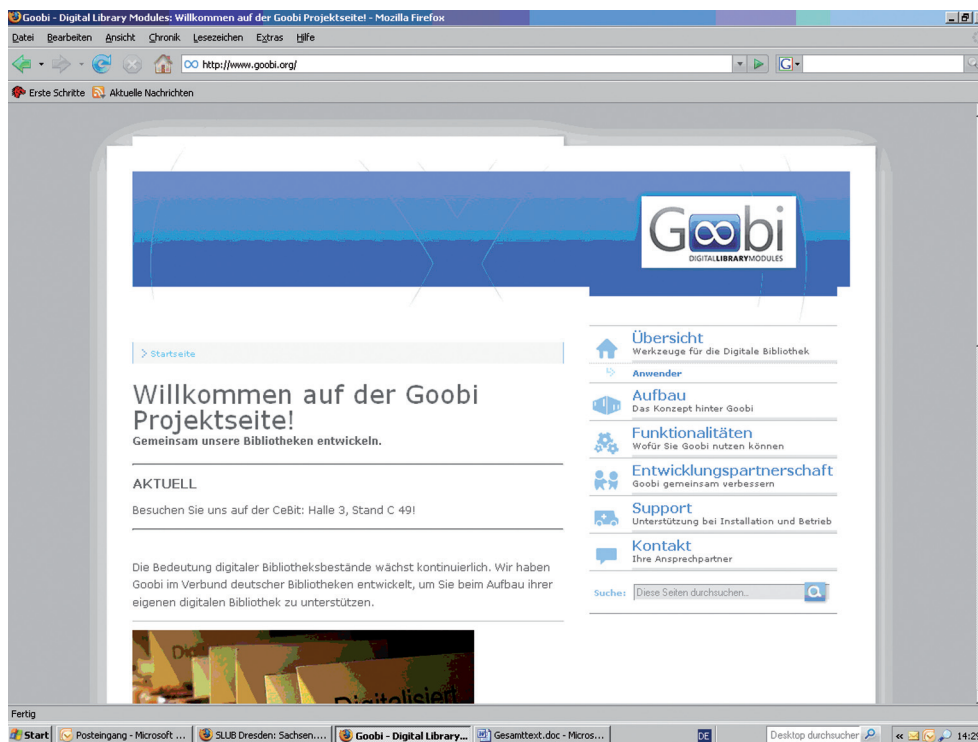 Goobi - Digital Library Modules: Willkommen auf der Goobi Projektseite! - Mozilla Firefox
Datei Bearbeiten Ansicht Chronik Lesezeichen Extras Hilfe
http://www.goobi.org/
G
Erste Schritte Aktuelle Nachrichten
Goobi
DIGITALLIBRARYMODULES
> Startseite
Willkommen auf der Goobi
Projektseite!
Gemeinsam unsere Bibliotheken entwickeln.
AKTUELL
Besuchen Sie uns auf der CeBit: Halle 3, Stand C 49!
Die Bedeutung digitaler Bibliotheksbestände wächst kontinuierlich. Wir haben
Goobi im Verbund deutscher Bibliotheken entwickelt, um Sie beim Aufbau ihrer
eigenen digitalen Bibliothek zu unterstützen.
Digitalisiert
Übersicht
Werkzeuge für die Digitale Bibliothek
Anwender
Aufbau
Das Konzept hinter Goobi
Funktionalitäten
Wofür Sie Goobi nutzen können
Entwicklungspartnerschaft
Goobi gemeinsam verbessern
Support
Unterstützung bei Installation und Betrieb
Kontakt
Ihre Ansprechpartner
Suche: Diese Seiten durchsuchen..
Fertig
Start Posteingang - Microsoft ... SLUB Dresden: Sachsen.... Goobi - Digital Library... Gesamttext.doc - Micros... DE Desktop durchsuchen « 14:2